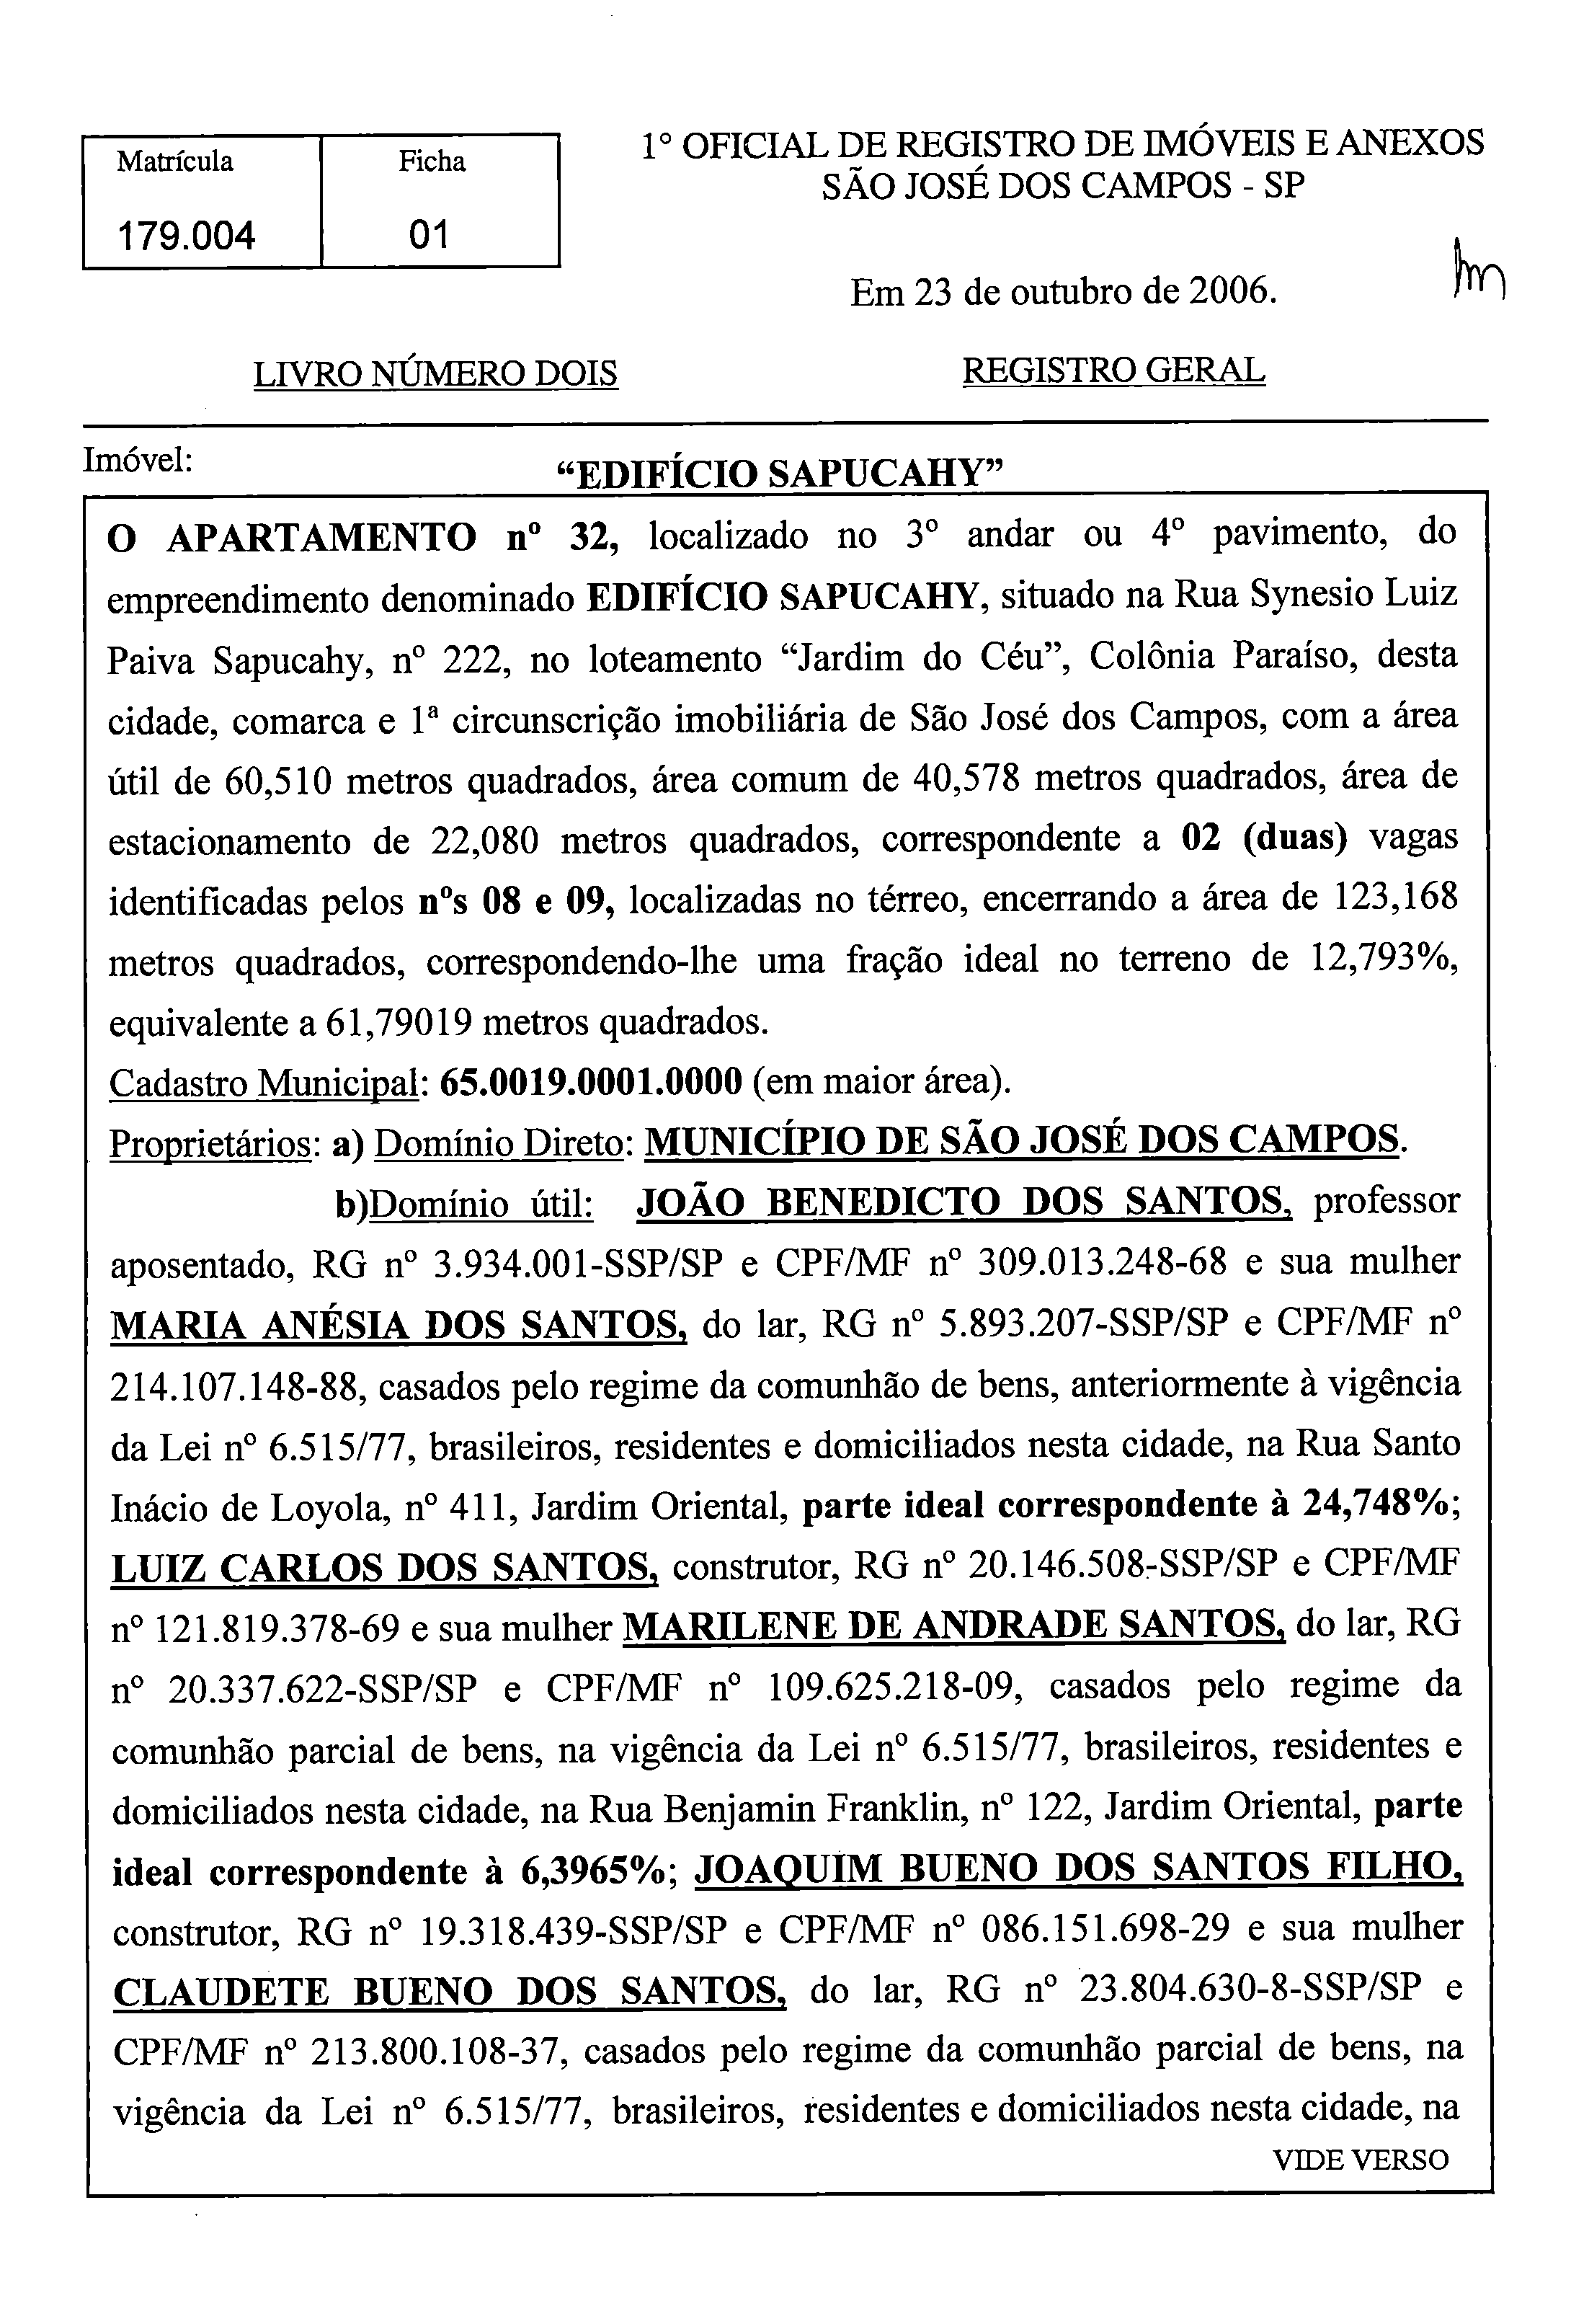 Matrícula
Ficha
179.004
01
1º OFICIAL DE REGISTRO DE IMÓVEIS E ANEXOS
SÃO JOSÉ DOS CAMPOS - SP
Em 23 de outubro de 2006.
LIVRO NÚMERO DOIS
REGISTRO GERAL
Imóvel:
“EDIFÍCIO SAPUCAHY”
O APARTAMENTO nº 32, localizado no 3º andar ou 4º pavimento, do
empreendimento denominado EDIFÍCIO SAPUCAHY, situado na Rua Synesio Luiz
Paiva Sapucahy, nº 222, no loteamento “Jardim do Céu”, Colônia Paraíso, desta
cidade, comarca e 1ª circunscrição imobiliária de São José dos Campos, com a área
útil de 60,510 metros quadrados, área comum de 40,578 metros quadrados, área de
estacionamento de 22,080 metros quadrados, correspondente a 02 (duas) vagas
identificadas pelos nºs 08 e 09, localizadas no térreo, encerrando a área de 123,168
metros quadrados, correspondendo-lhe uma fração ideal no terreno de 12,793%,
equivalente a 61,79019 metros quadrados.
Cadastro Municipal: 65.0019.0001.0000 (em maior área).
Proprietários: a) Domínio Direto: MUNICÍPIO DE SÃO JOSÉ DOS CAMPOS.
b)Domínio útil: JOÃO BENEDICTO DOS SANTOS, professor
aposentado, RG nº 3.934.001-SSP/SP e CPF/MF nº 309.013.248-68 e sua mulher
MARIA ANÉSIA DOS SANTOS, do lar, RG nº 5.893.207-SSP/SP e CPF/MF nº
214.107.148-88, casados pelo regime da comunhão de bens, anteriormente à vigência
da Lei nº 6.515/77, brasileiros, residentes e domiciliados nesta cidade, na Rua Santo
Inácio de Loyola, nº 411, Jardim Oriental, parte ideal correspondente à 24,748%;
LUIZ CARLOS DOS SANTOS, construtor, RG nº 20.146.508-SSP/SP e CPF/MF
nº 121.819.378-69 e sua mulher MARILENE DE ANDRADE SANTOS, do lar, RG
nº 20.337.622-SSP/SP e CPF/MF nº 109.625.218-09, casados pelo regime da
comunhão parcial de bens, na vigência da Lei nº 6.515/77, brasileiros, residentes e
domiciliados nesta cidade, na Rua Benjamin Franklin, nº 122, Jardim Oriental, parte
ideal correspondente à 6,3965%; JOAQUIM BUENO DOS SANTOS FILHO,
construtor, RG nº 19.318.439-SSP/SP e CPF/MF nº 086.151.698-29 e sua mulher
CLAUDETE BUENO DOS SANTOS, do lar, RG nº 23.804.630-8-SSP/SP e
CPF/MF nº 213.800.108-37, casados pelo regime da comunhão parcial de bens, na
vigência da Lei nº 6.515/77, brasileiros, residentes e domiciliados nesta cidade, na
VIDE VERSO